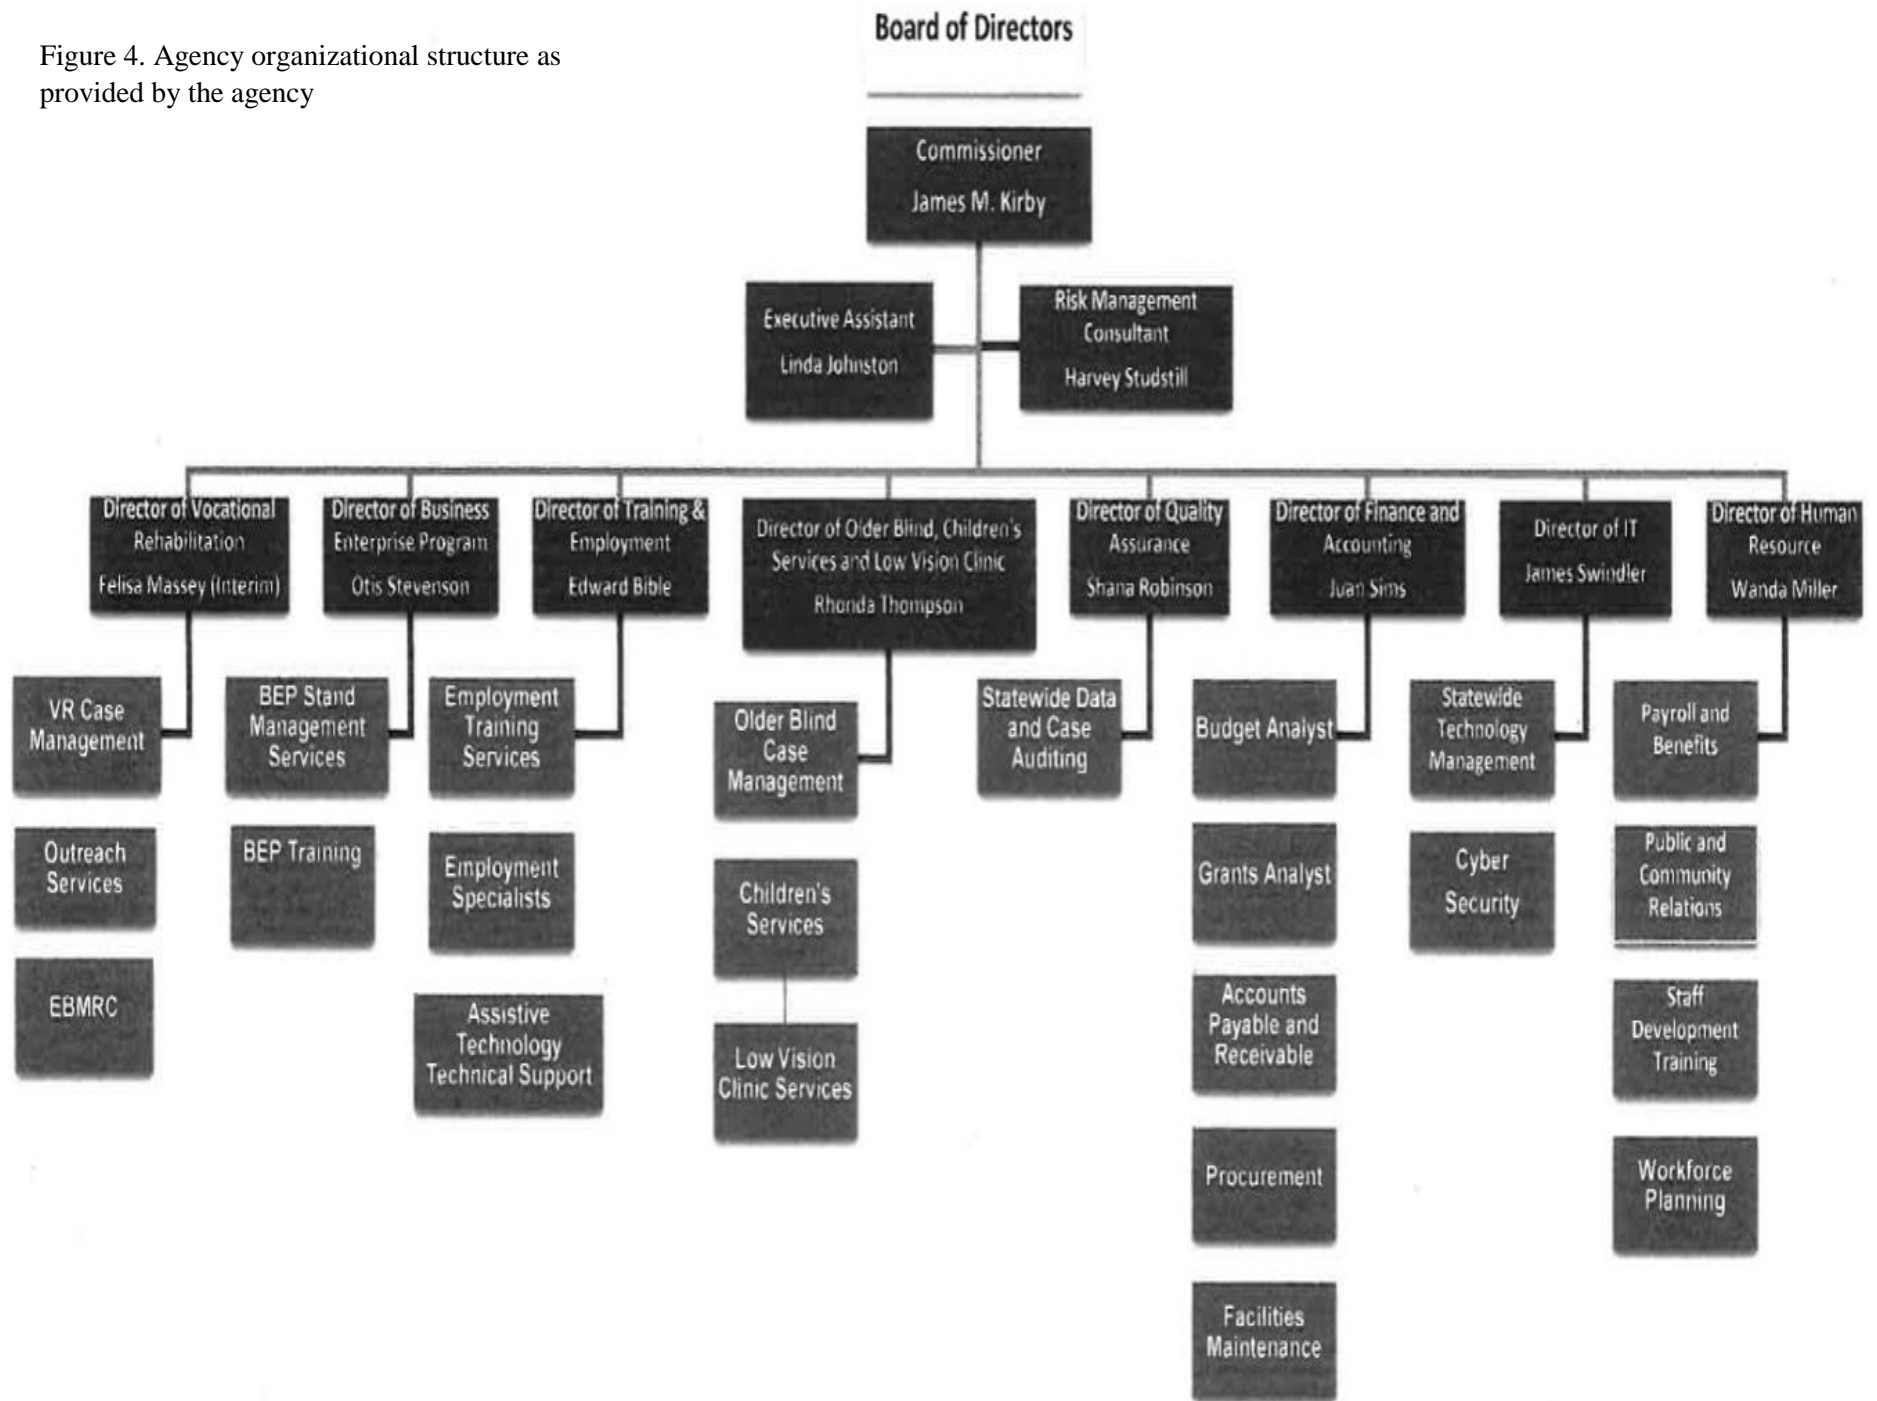 Figure 4. Agency organizational structure as
provided by the agency
Board of Directors
Commissioner
James M. Kirby
Executive Assistant
Linda Johnston
Risk Management
Consultant
Harvey Studstill
Director of Vocational
Rehabilitation
Felisa Massey (Interim)
Director of Business
Enterprise Program
Otis Stevenson
Director of Training &
Employment
Edward Bible
Director of Older Blind, Children's
Services and Low Vision Clinic
Rhonda Thompson
Director of Quality
Assurance
Shana Robinson
Director of Finance and
Accounting
Juan Sims
Director of IT
James Swindler
Director of Human
Resource
Wanda Miller
VR Case
Management
Outreach
Services
EBMRC
BEP Stand
Management
Services
BEP Training
Employment
Training
Services
Employment
Specialists
Assistive
Technology
Technical Support
Older Blind
Case
Management
Children's
Services
Low Vision
Clinic Services
Statewide Data
and Case
Auditing
Budget Analyst
Grants Analyst
Accounts
Payable and
Receivable
Procurement
Facilities
Maintenance
Statewide
Technology
Management
Cyber
Security
Payroll and
Benefits
Public and
Community
Relations
Staff
Development
Training
Workforce
Planning